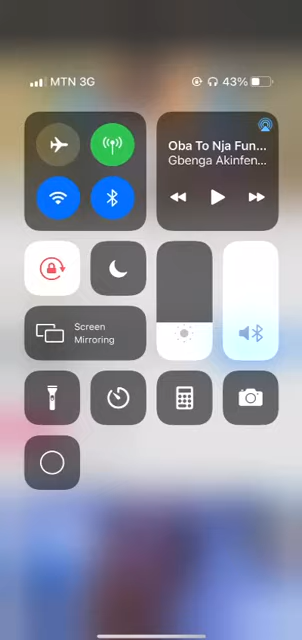 MTN 3G
43%
Oba To Nja Fun...
Gbenga Akinfen...
Screen
Mirroring